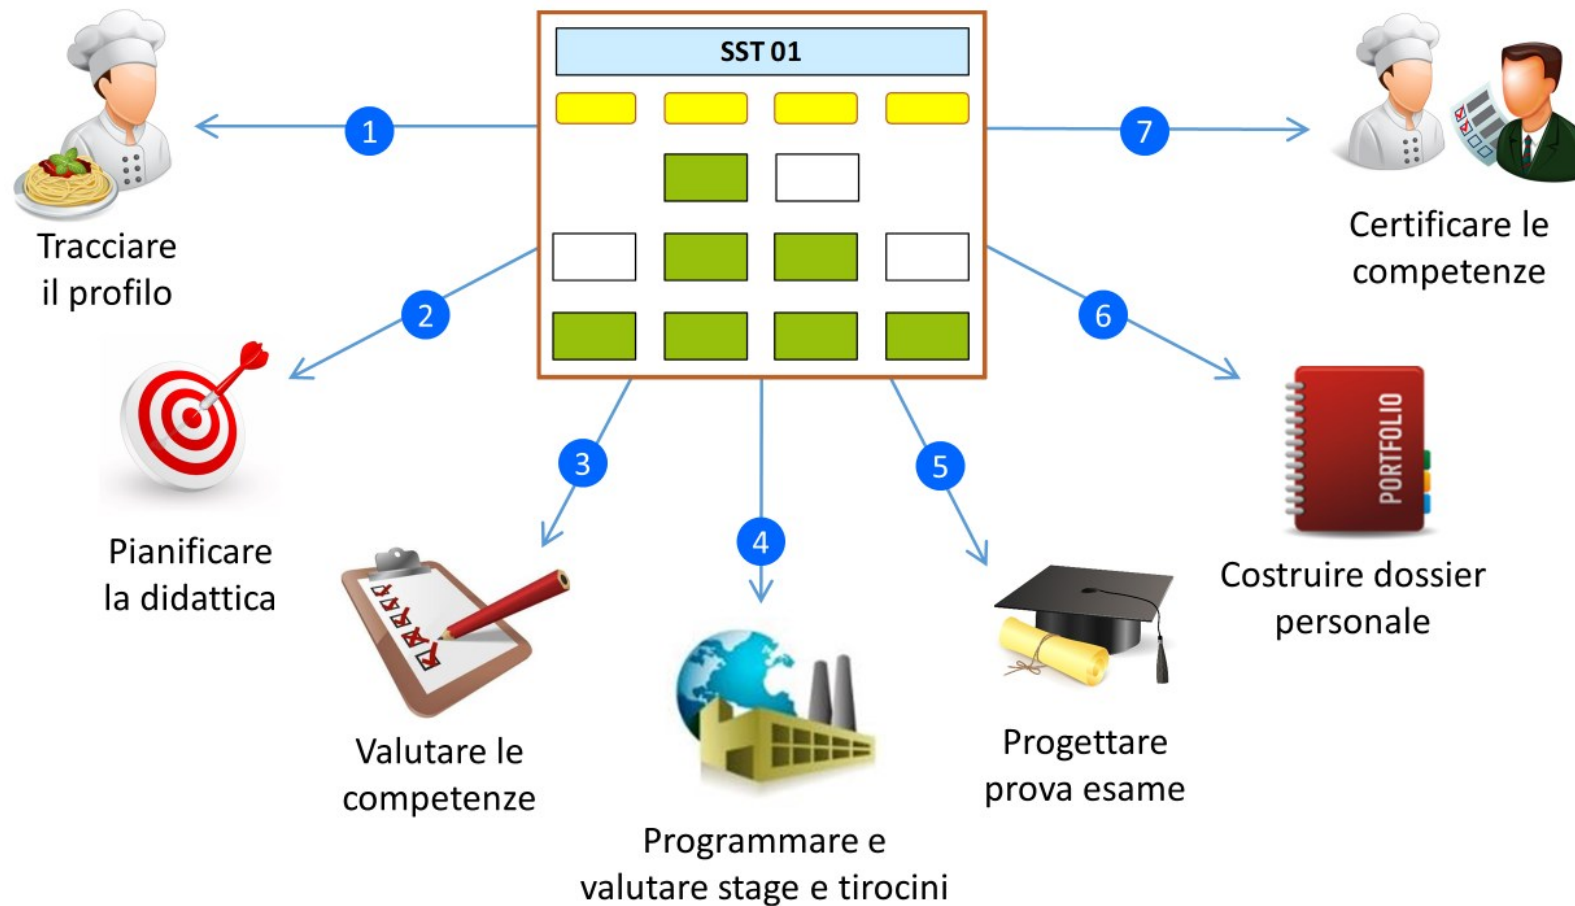 SST 01
1
Tracciare
il profilo
2
Pianificare
la didattica
3
Valutare le
competenze
4
Programmare e
valutare stage e tirocini
5
Progettare
prova esame
6
PORTFOLIO
Costruire dossier
personale
7
Certificare le
competenze